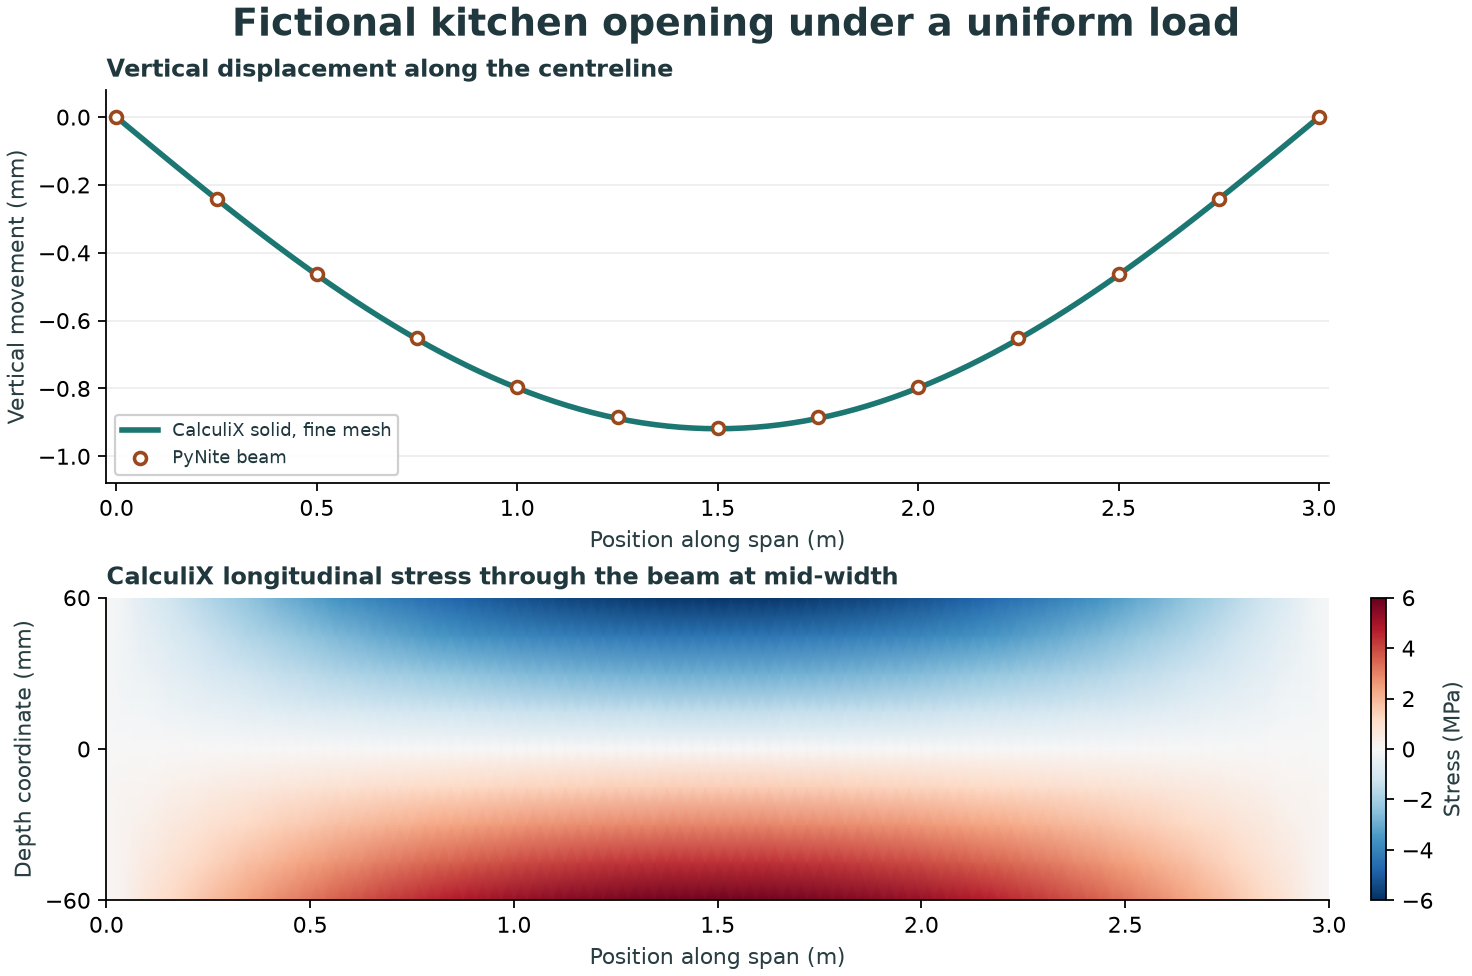 Fictional kitchen opening under a uniform load
Vertical displacement along the centreline
Vertical movement (mm)
0.0
−0.2
−0.4
−0.6
−0.8
−1.0
CalculiX solid, fine mesh
PyNite beam
0.0 0.5 1.0 1.5 2.0 2.5 3.0
Position along span (m)
CalculiX longitudinal stress through the beam at mid-width
Depth coordinate (mm)
60
0
−60
0.0 0.5 1.0 1.5 2.0 2.5 3.0
Position along span (m)
6
4
2
0
−2
−4
−6
Stress (MPa)